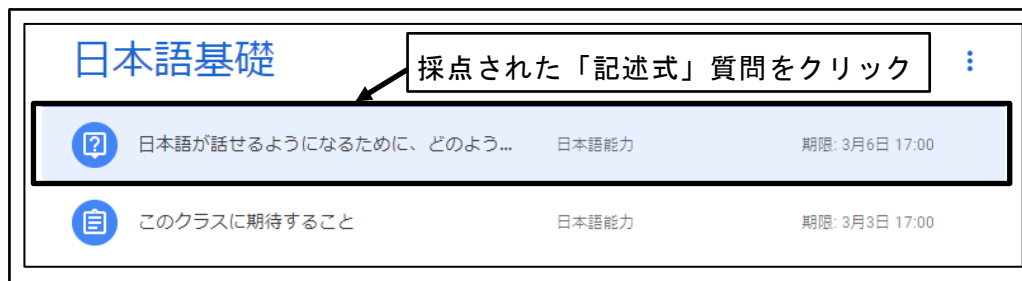 日本語基礎
採点された「記述式」質問をクリック
日本語が話せるようになるために、どのよう... 日本語能力 期限: 3月6日 17:00
このクラスに期待すること 日本語能力 期限: 3月3日 17:00